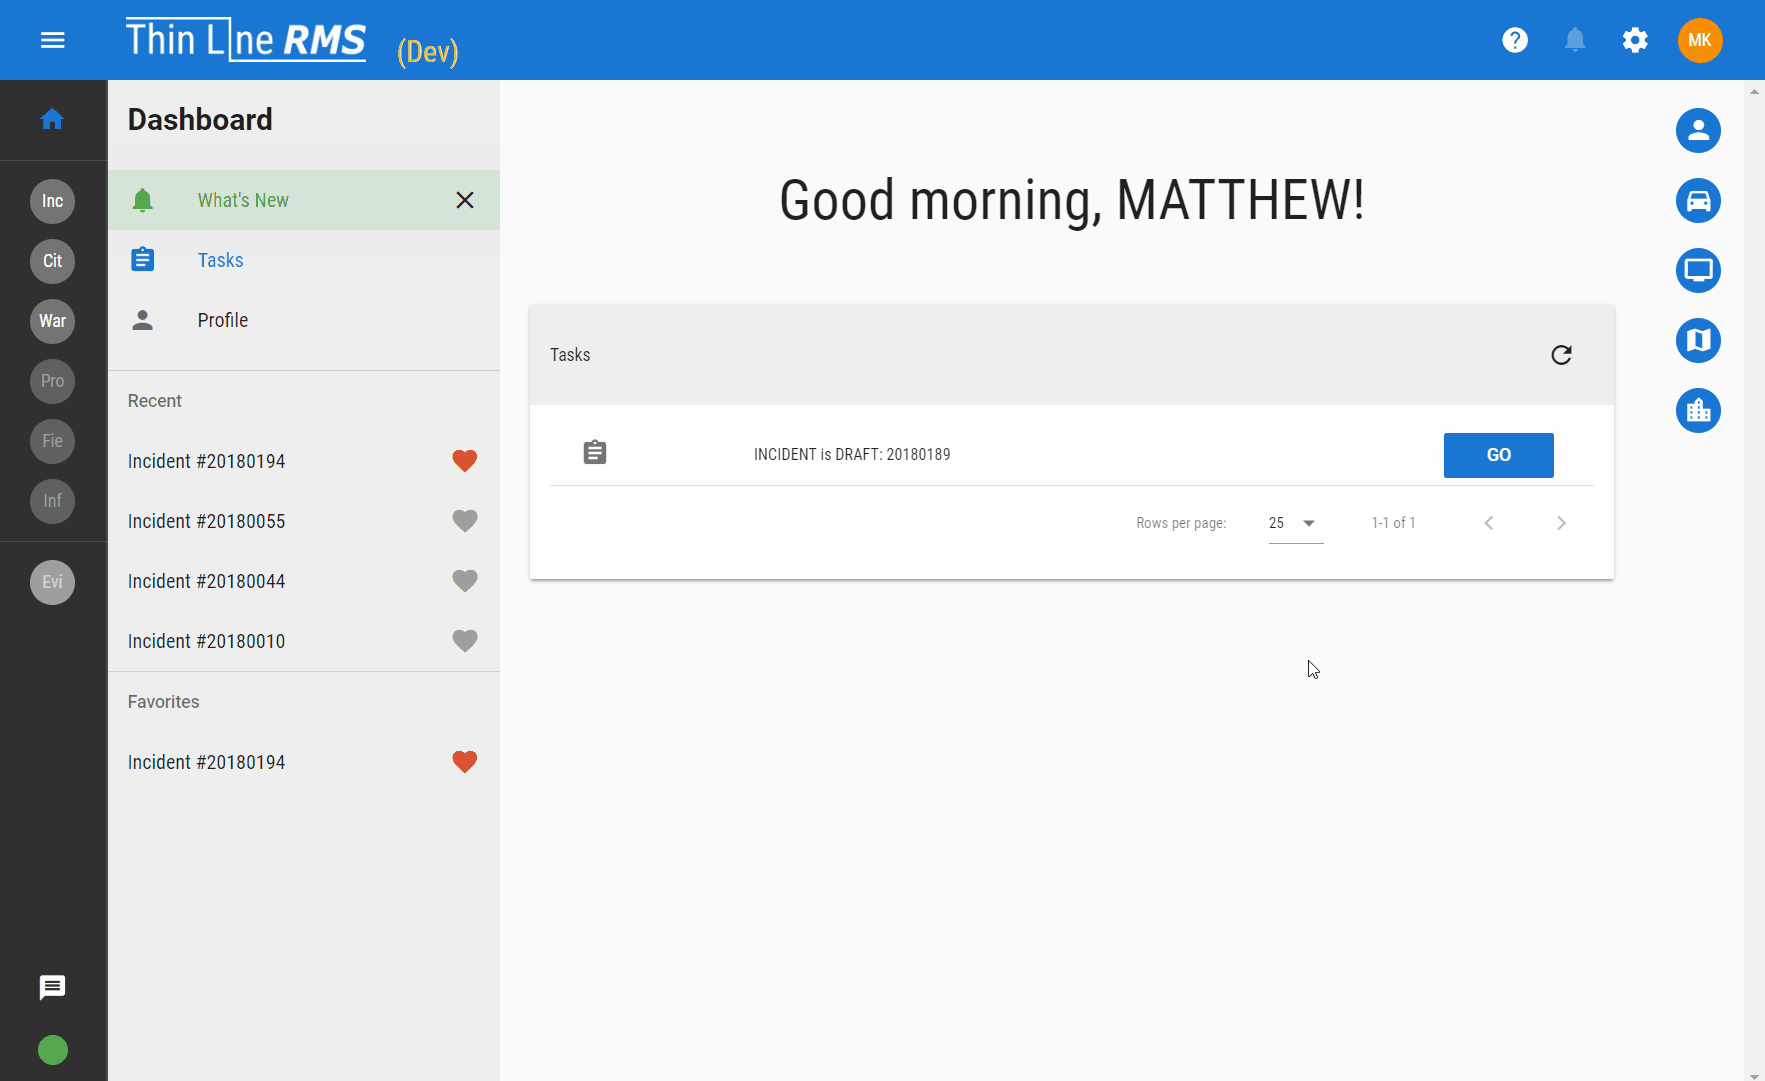 Thin Line RMS
(Dev)
?
MK
Dashboard
Inc
Cit
War
Pro
Fie
Inf
Evi
What's New
Tasks
Profile
Recent
Incident #20180194
Incident #20180055
Incident #20180044
Incident #20180010
Favorites
Incident #20180194
Good morning, MATTHEW!
Tasks
INCIDENT is DRAFT: 20180189
GO
Rows per page:
25
1-1 of 1